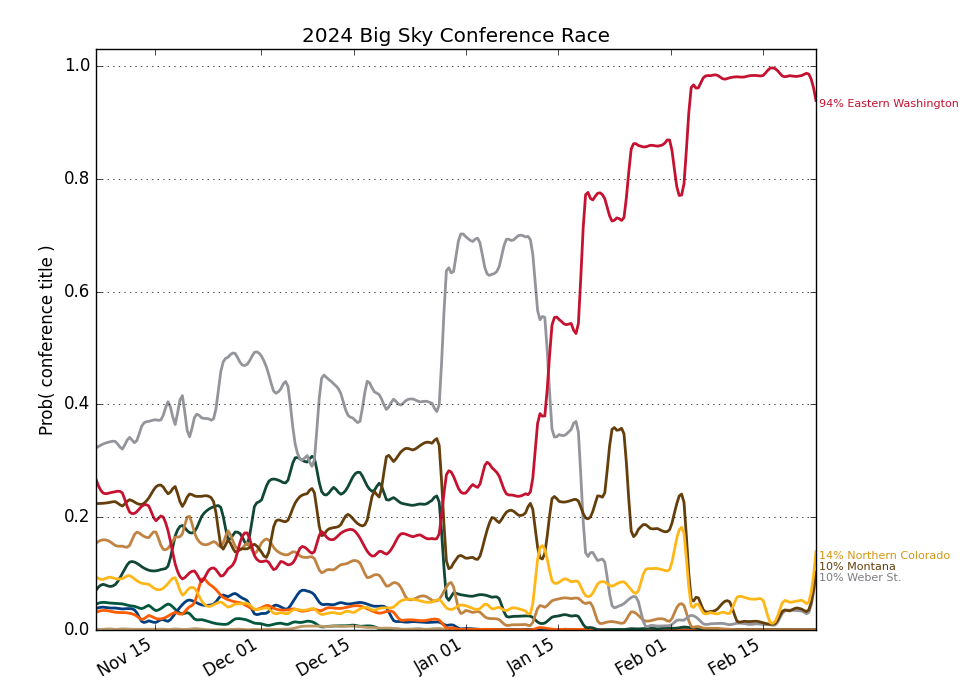 2024 Big Sky Conference Race
Prob( conference title )
1.0
0.8
0.6
0.4
0.2
0.0
Nov 15
Dec 01
Dec 15
Jan 01
Jan 15
Feb 01
Feb 15
94% Eastern Washington
14% Northern Colorado
10% Montana
10% Weber St.